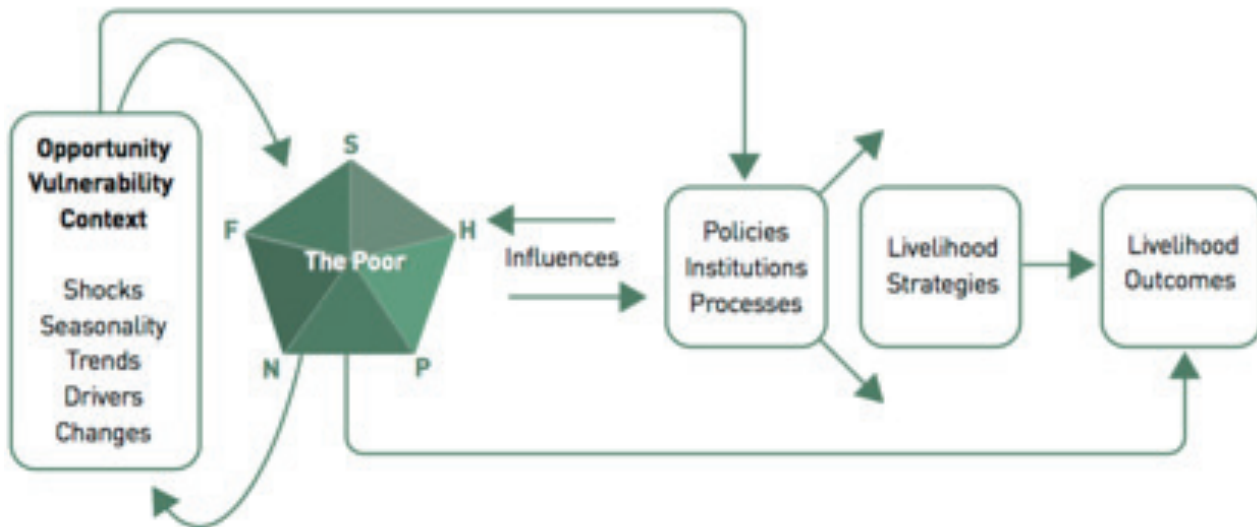 Opportunity
Vulnerability
Context
Shocks
Seasonality
Trends
Drivers
Changes
S
F
H
The Poor
N
P
Influences
Policies
Institutions
Processes
Livelihood
Strategies
Livelihood
Outcomes